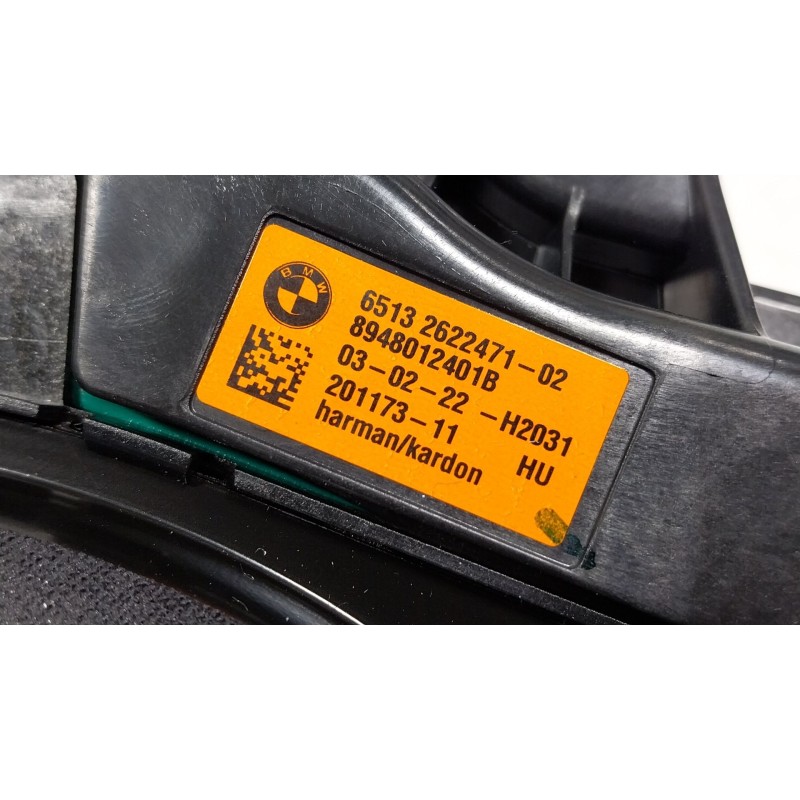 BMW
6513 2622471-02
8948012401B
03-02-22 -H2031
201173-11 HU
harman/kardon